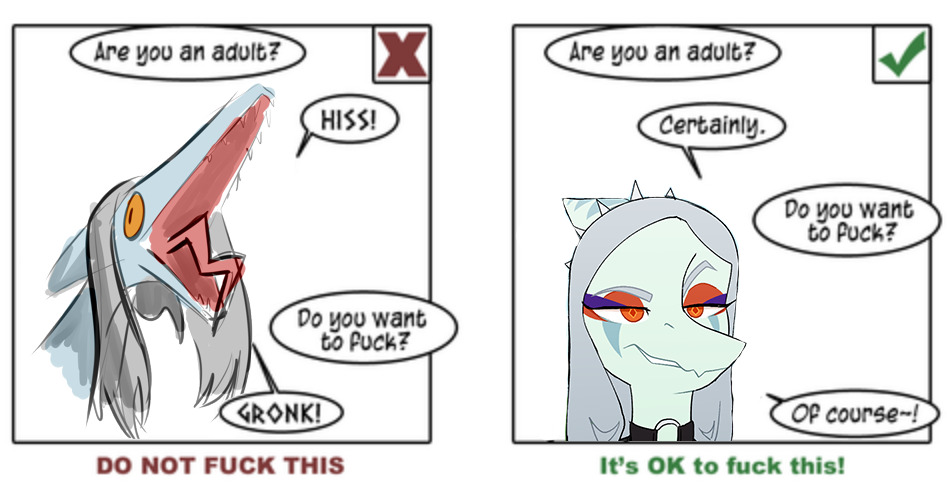 Are you an adult?
HISS!
Do you want
to fuck?
GRONK!
DO NOT FUCK THIS
Are you an adult?
Certainly.
Do you want
to fuck?
Of course~!
It's OK to fuck this!